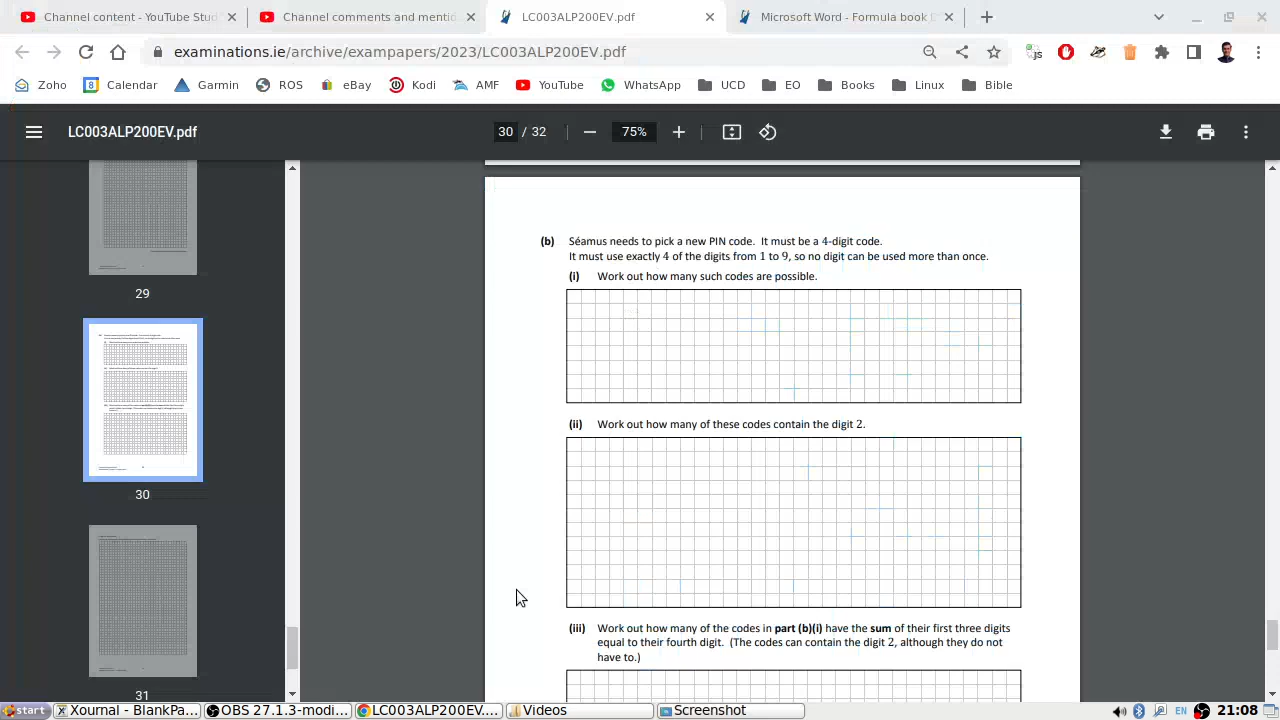 Channel content - YouTube Stud
Channel comments and mentio
LC003ALP200EV.pdf
Microsoft Word - Formula book
examinations.ie/archive/exampapers/2023/LC003ALP200EV.pdf
JS
Zoho
Calendar
Garmin
ROS
eBay
Kodi
AMF
YouTube
WhatsApp
UCD
EO
Books
Linux
Bible
LC003ALP200EV.pdf
30 / 32
75%
29
30
31
(b) Séamus needs to pick a new PIN code. It must be a 4-digit code.
It must use exactly 4 of the digits from 1 to 9, so no digit can be used more than once.
(i) Work out how many such codes are possible.
(ii) Work out how many of these codes contain the digit 2.
(iii) Work out how many of the codes in part (b)(i) have the sum of their first three digits
equal to their fourth digit. (The codes can contain the digit 2, although they do not
have to.)
start
Xournal - BlankPa...
OBS 27.1.3-modi...
LC003ALP200EV....
Videos
Screenshot
EN
21:08